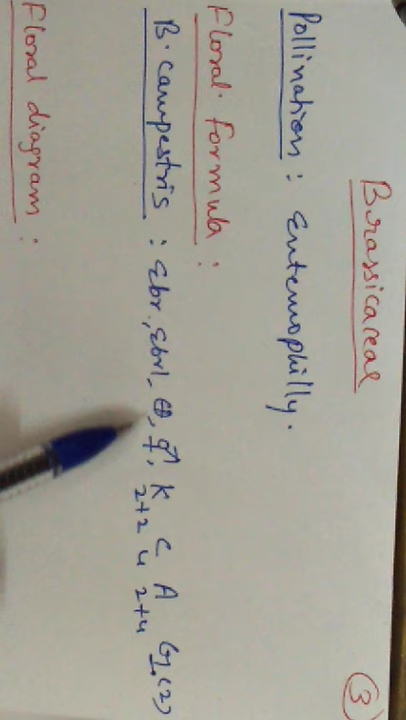 Brassicaceae ③
Pollination: Entemophilly.
Floral formula:
B. campestris : Ebr., Ebrl, ⊕, ⚥, K2+2 C4 A2+4 G(2)
Floral diagram: